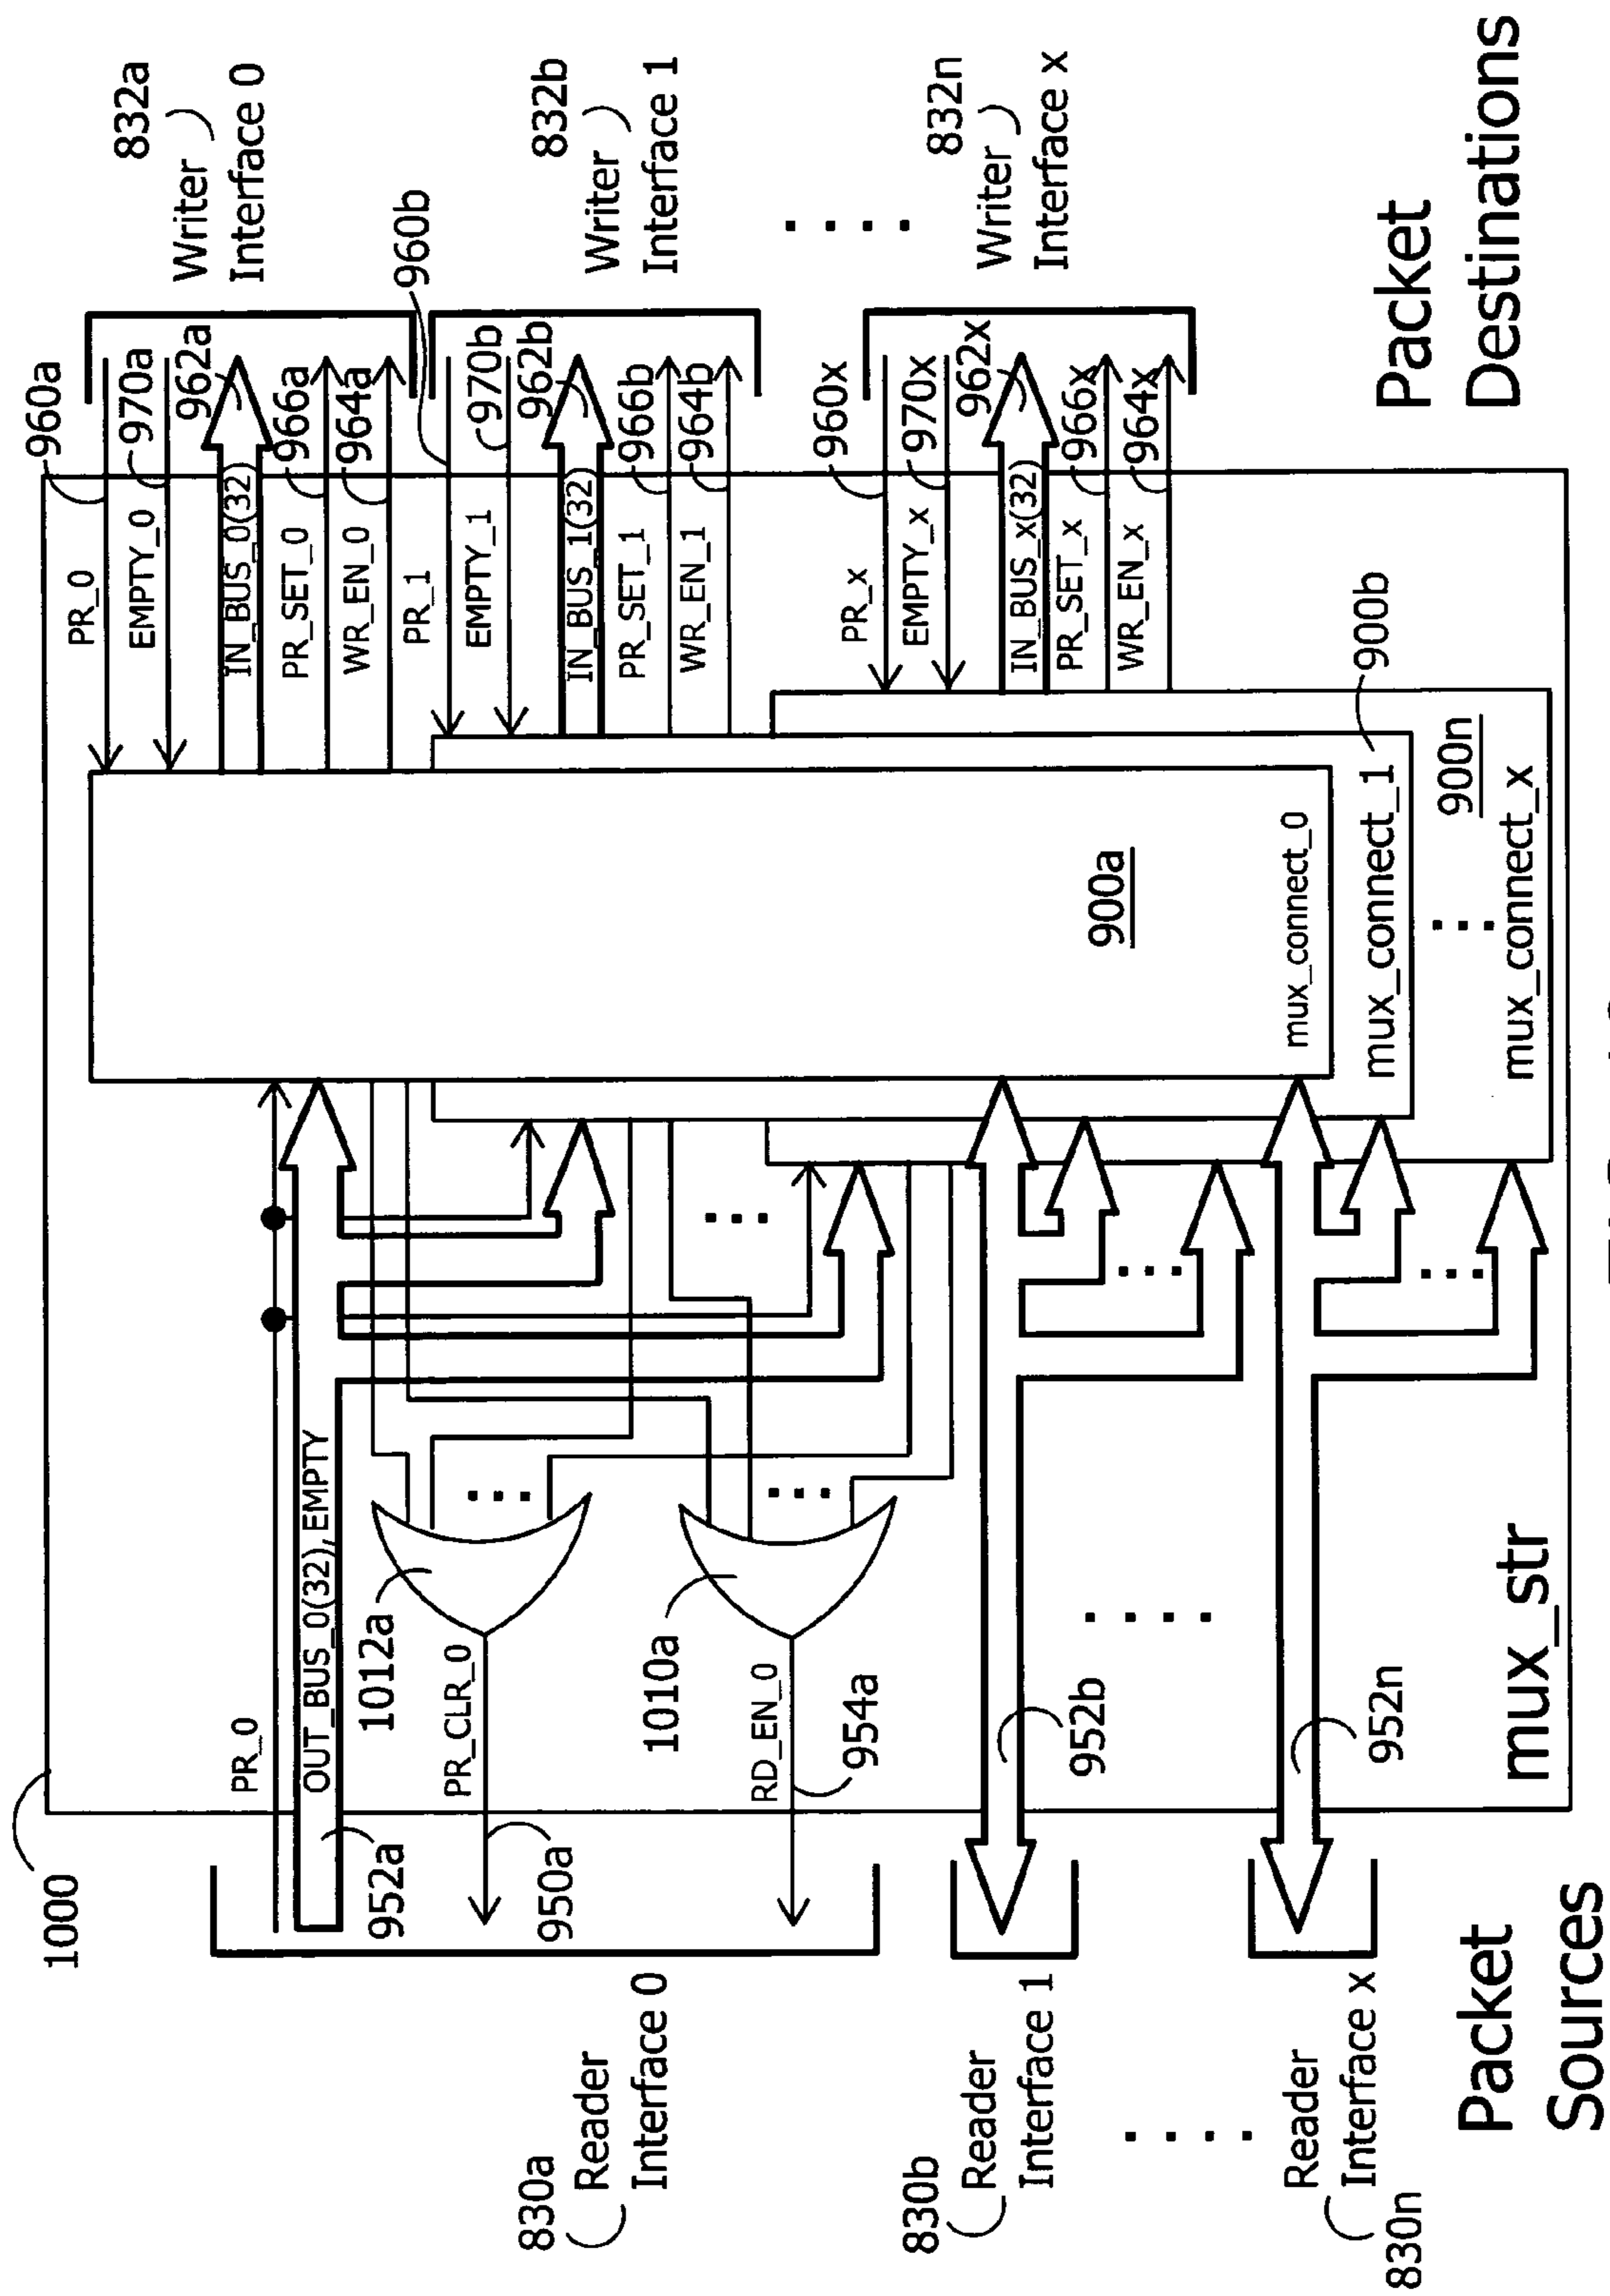 1000
PR_0
OUT_BUS_0(32),EMPTY
952a
1012a
PR_CLR_0
950a
1010a
RD_EN_0
954a
952b
952n
mux_str
830a
Reader
Interface 0
830b
Reader
Interface 1
Reader
Interface x
830n
Packet
Sources
900a
mux_connect_0
mux_connect_1
900b
900n
mux_connect_x
PR_0
960a
EMPTY_0
970a
IN_BUS_0(32)
962a
PR_SET_0
966a
WR_EN_0
964a
832a
Writer
Interface 0
PR_1
960b
EMPTY_1
970b
IN_BUS_1(32)
962b
PR_SET_1
966b
WR_EN_1
964b
832b
Writer
Interface 1
PR_x
960x
EMPTY_x
970x
IN_BUS_x(32)
962x
PR_SET_x
966x
WR_EN_x
964x
832n
Writer
Interface x
Packet
Destinations